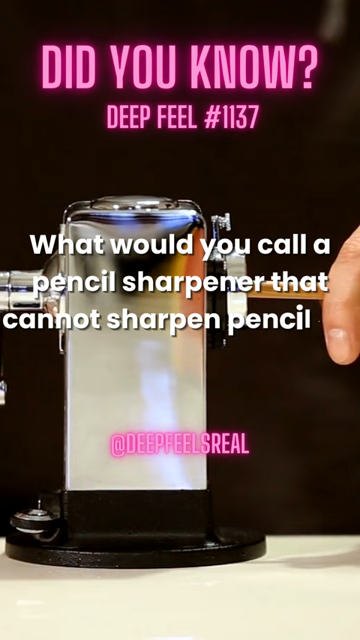 DID YOU KNOW?
DEEP FEEL #1137
What would you call a
pencil sharpener that
cannot sharpen pencil
@DEEPFEELSREAL